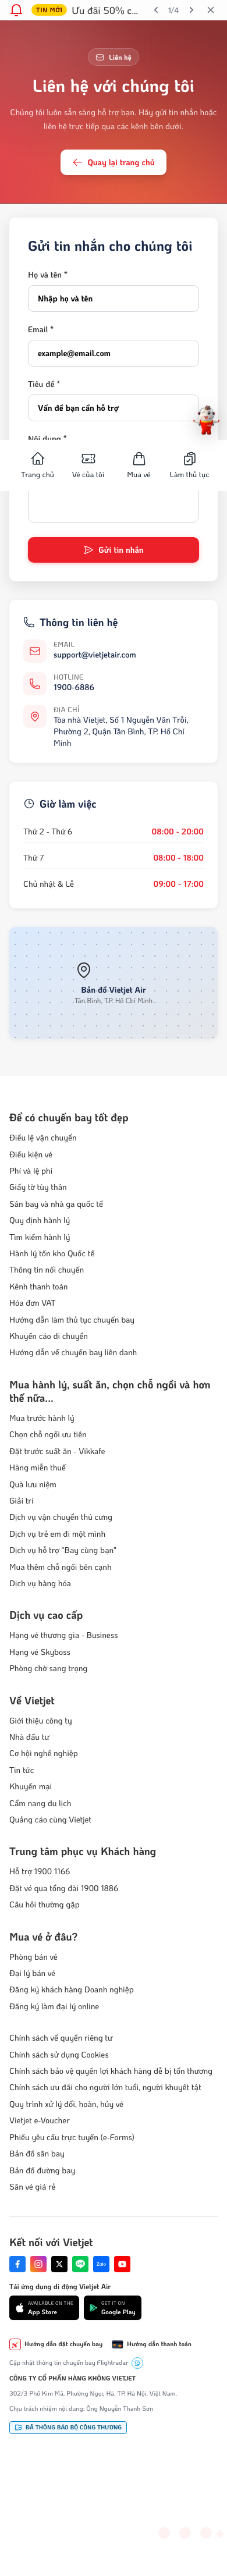 TIN MỚI Ưu đãi 50% c... 1/4
Liên hệ
Liên hệ với chúng tôi
Chúng tôi luôn sẵn sàng hỗ trợ bạn. Hãy gửi tin nhắn hoặc
liên hệ trực tiếp qua các kênh bên dưới.
Quay lại trang chủ
Gửi tin nhắn cho chúng tôi
Họ và tên *
Nhập họ và tên
Email *
example@email.com
Tiêu đề *
Vấn đề bạn cần hỗ trợ
Nội dung *
Trang chủ
Vé của tôi
Mua vé
Làm thủ tục
Gửi tin nhắn
Thông tin liên hệ
EMAIL
support@vietjetair.com
HOTLINE
1900-6886
ĐỊA CHỈ
Tòa nhà Vietjet, Số 1 Nguyễn Văn Trỗi,
Phường 2, Quận Tân Bình, TP. Hồ Chí
Minh
Giờ làm việc
Thứ 2 - Thứ 6 08:00 - 20:00
Thứ 7 08:00 - 18:00
Chủ nhật & Lễ 09:00 - 17:00
Bản đồ Vietjet Air
Tân Bình, T.P. Hồ Chí Minh
Để có chuyến bay tốt đẹp
Điều lệ vận chuyển
Điều kiện vé
Phí và lệ phí
Giấy tờ tùy thân
Sân bay và nhà ga quốc tế
Quy định hành lý
Tìm kiếm hành lý
Hành lý tồn kho Quốc tế
Thông tin nối chuyến
Kênh thanh toán
Hóa đơn VAT
Hướng dẫn làm thủ tục chuyến bay
Khuyến cáo di chuyển
Hướng dẫn về chuyến bay liên danh
Mua hành lý, suất ăn, chọn chỗ ngồi và hơn
thế nữa...
Mua trước hành lý
Chọn chỗ ngồi ưu tiên
Đặt trước suất ăn - Vikkafe
Hàng miễn thuế
Quà lưu niệm
Giải trí
Dịch vụ vận chuyển thú cưng
Dịch vụ trẻ em đi một mình
Dịch vụ hỗ trợ "Bay cùng bạn"
Mua thêm chỗ ngồi bên cạnh
Dịch vụ hàng hóa
Dịch vụ cao cấp
Hạng vé thương gia - Business
Hạng vé Skyboss
Phòng chờ sang trọng
Về Vietjet
Giới thiệu công ty
Nhà đầu tư
Cơ hội nghề nghiệp
Tin tức
Khuyến mại
Cẩm nang du lịch
Quảng cáo cùng Vietjet
Trung tâm phục vụ Khách hàng
Hỗ trợ 1900 1166
Đặt vé qua tổng đài 1900 1886
Câu hỏi thường gặp
Mua vé ở đâu?
Phòng bán vé
Đại lý bán vé
Đăng ký khách hàng Doanh nghiệp
Đăng ký làm đại lý online
Chính sách về quyền riêng tư
Chính sách sử dụng Cookies
Chính sách bảo vệ quyền lợi khách hàng dễ bị tổn thương
Chính sách ưu đãi cho người lớn tuổi, người khuyết tật
Quy trình xử lý đổi, hoàn, hủy vé
Vietjet e-Voucher
Phiếu yêu cầu trực tuyến (e-Forms)
Bản đồ sân bay
Bản đồ đường bay
Săn vé giá rẻ
Kết nối với Vietjet
Zalo
Tải ứng dụng di động Vietjet Air
AVAILABLE ON THE
App Store
GET IT ON
Google Play
Hướng dẫn đặt chuyến bay Hướng dẫn thanh toán
Cập nhật thông tin chuyến bay Flightradar
CÔNG TY CỔ PHẦN HÀNG KHÔNG VIETJET
302/3 Phố Kim Mã, Phường Ngọc Hà, TP. Hà Nội, Việt Nam.
Chịu trách nhiệm nội dung: Ông Nguyễn Thanh Sơn
ĐÃ THÔNG BÁO BỘ CÔNG THƯƠNG